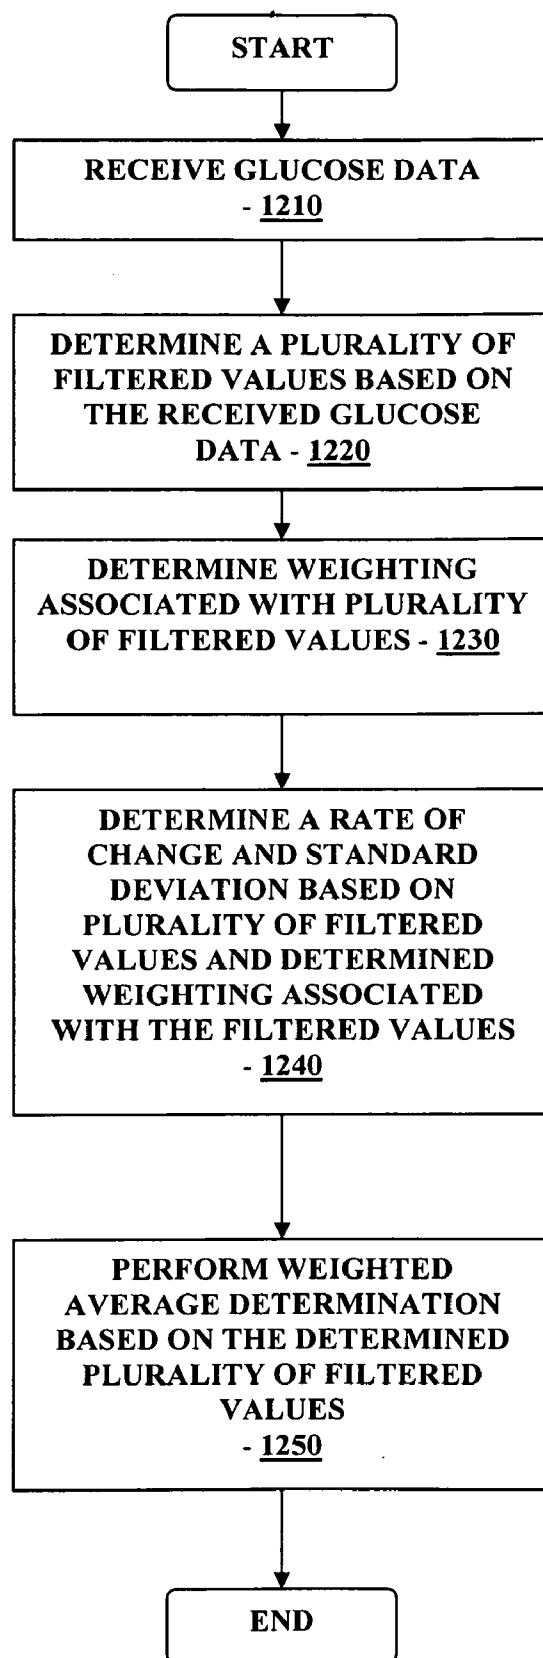 START
RECEIVE GLUCOSE DATA
- 1210
DETERMINE A PLURALITY OF
FILTERED VALUES BASED ON
THE RECEIVED GLUCOSE
DATA - 1220
DETERMINE WEIGHTING
ASSOCIATED WITH PLURALITY
OF FILTERED VALUES - 1230
DETERMINE A RATE OF
CHANGE AND STANDARD
DEVIATION BASED ON
PLURALITY OF FILTERED
VALUES AND DETERMINED
WEIGHTING ASSOCIATED
WITH THE FILTERED VALUES
- 1240
PERFORM WEIGHTED
AVERAGE DETERMINATION
BASED ON THE DETERMINED
PLURALITY OF FILTERED
VALUES
- 1250
END